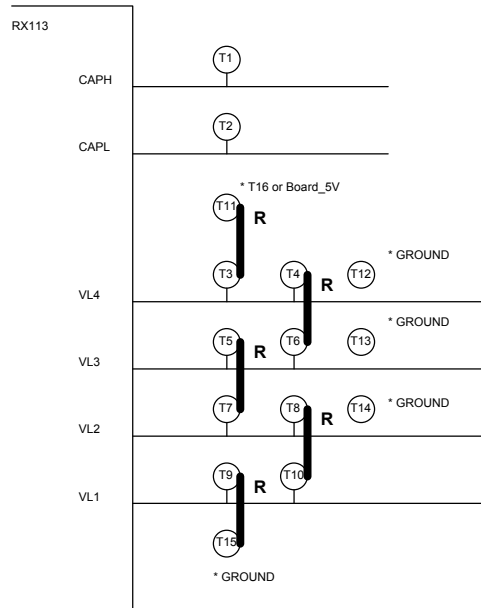 RX113
T1
CAPH
T2
CAPL
* T16 or Board_5V
T11
R
* GROUND
T3
T4
R
T12
VL4
* GROUND
T5
R
T6
T13
VL3
* GROUND
T7
T8
R
T14
VL2
T9
R
T10
VL1
T15
* GROUND